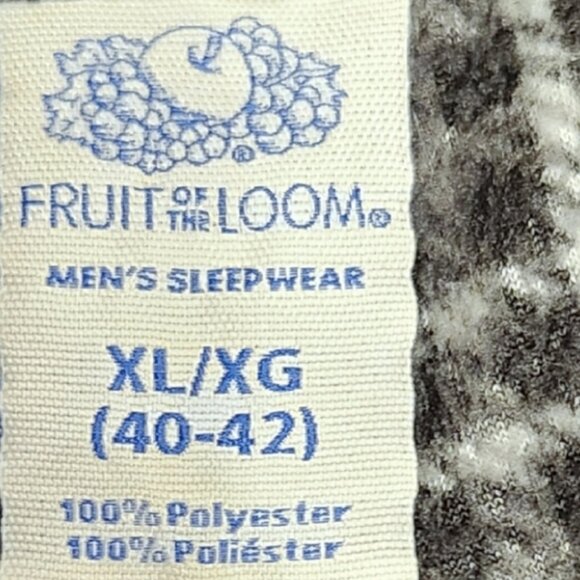 ®
FRUIT OF THE LOOM®
MEN'S SLEEPWEAR
XL/XG
(40-42)
100% Polyester
100% Poliéster